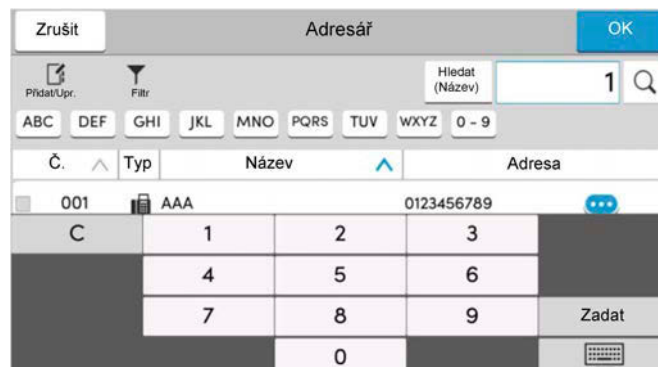 Zrušit Adresář OK
Přidat/Upr. Filtr Hledat (Název) 1
ABC DEF GHI JKL MNO PQRS TUV WXYZ 0 - 9
Č. Typ Název Adresa
001 AAA 0123456789
C 1 2 3
4 5 6
7 8 9 Zadat
0